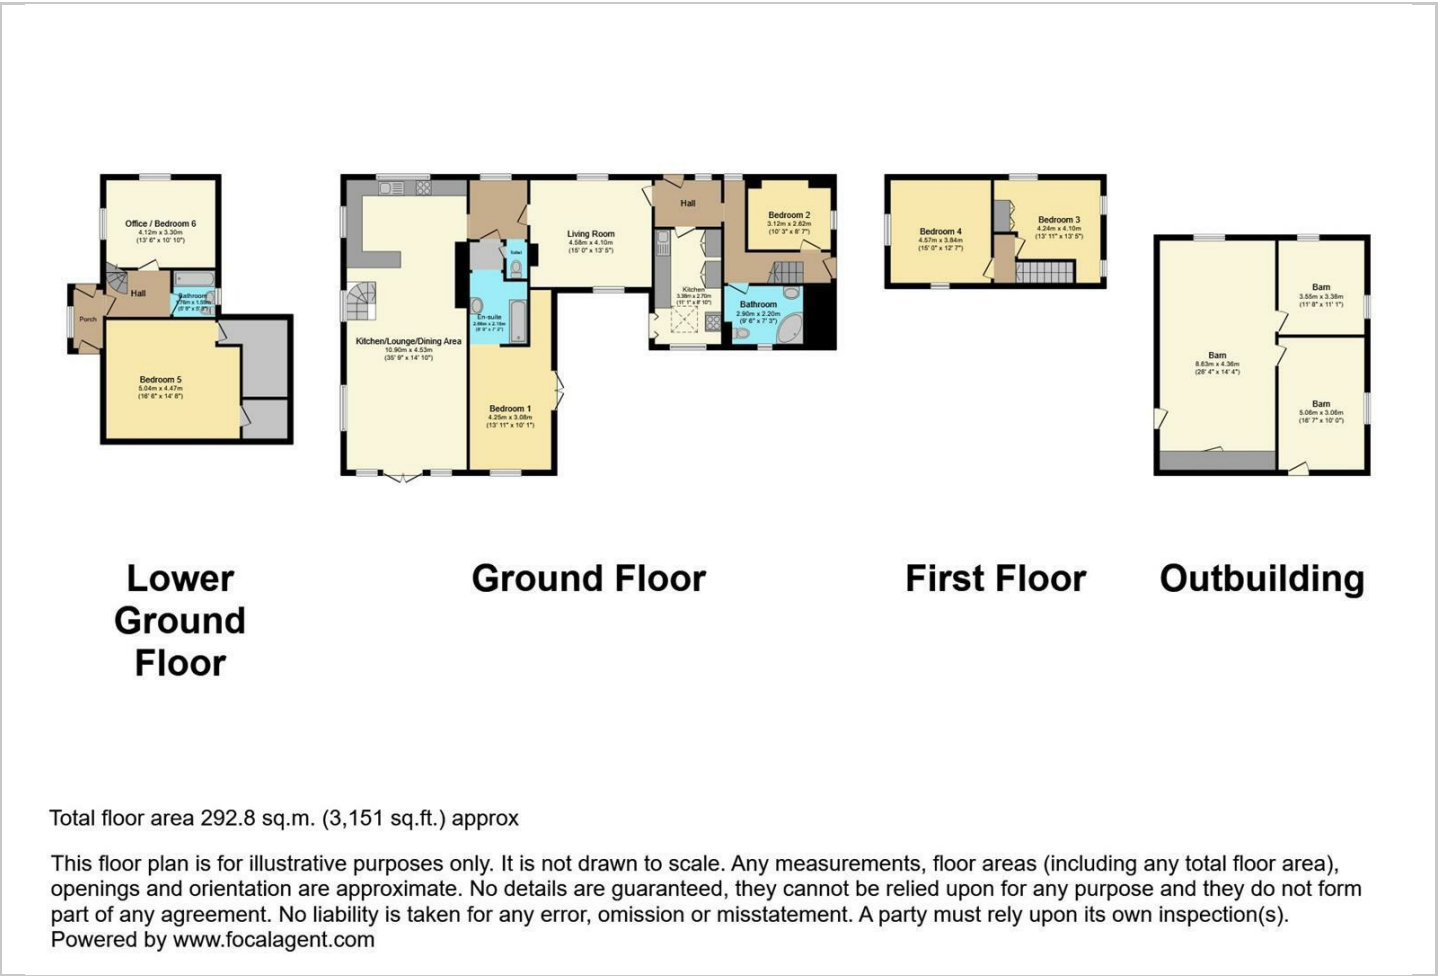 Office / Bedroom 6
4.12m x 3.30m
(13' 6" x 10' 10")
Hall
Bathroom
Porch
Bedroom 5
5.04m x 4.47m
(16' 6" x 14' 8")
Kitchen/Lounge/Dining Area
10.90m x 4.53m
(35' 9" x 14' 10")
Toilet
En-suite
Living Room
4.58m x 4.10m
(15' 0" x 13' 5")
Bedroom 1
4.25m x 3.08m
(13' 11" x 10' 1")
Hall
Kitchen
3.38m x 2.70m
(11' 1" x 8' 10")
Bedroom 2
3.12m x 2.62m
(10' 3" x 8' 7")
Bathroom
2.90m x 2.20m
(9' 6" x 7' 3")
Bedroom 4
4.57m x 3.84m
(15' 0" x 12' 7")
Bedroom 3
4.24m x 4.10m
(13' 11" x 13' 5")
Barn
8.63m x 4.36m
(28' 4" x 14' 4")
Barn
3.55m x 3.38m
(11' 8" x 11' 1")
Barn
5.06m x 3.06m
(16' 7" x 10' 0")
Lower
Ground
Floor
Ground Floor
First Floor
Outbuilding
Total floor area 292.8 sq.m. (3,151 sq.ft.) approx
This floor plan is for illustrative purposes only. It is not drawn to scale. Any measurements, floor areas (including any total floor area),
openings and orientation are approximate. No details are guaranteed, they cannot be relied upon for any purpose and they do not form
part of any agreement. No liability is taken for any error, omission or misstatement. A party must rely upon its own inspection(s).
Powered by www.focalagent.com